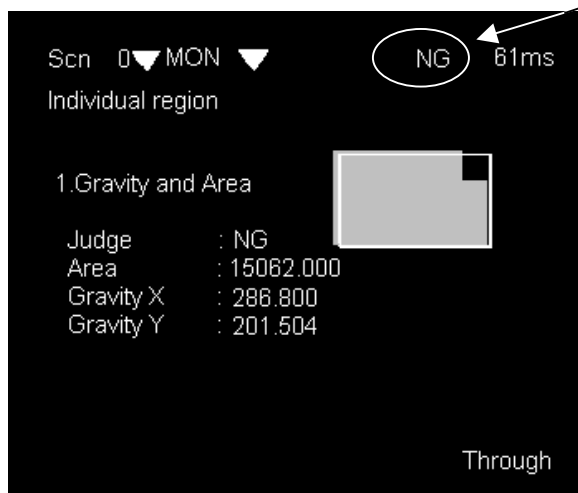 Scn 0 MON NG 61ms
Individual region
1.Gravity and Area
Judge : NG
Area : 15062.000
Gravity X : 286.800
Gravity Y : 201.504
Through